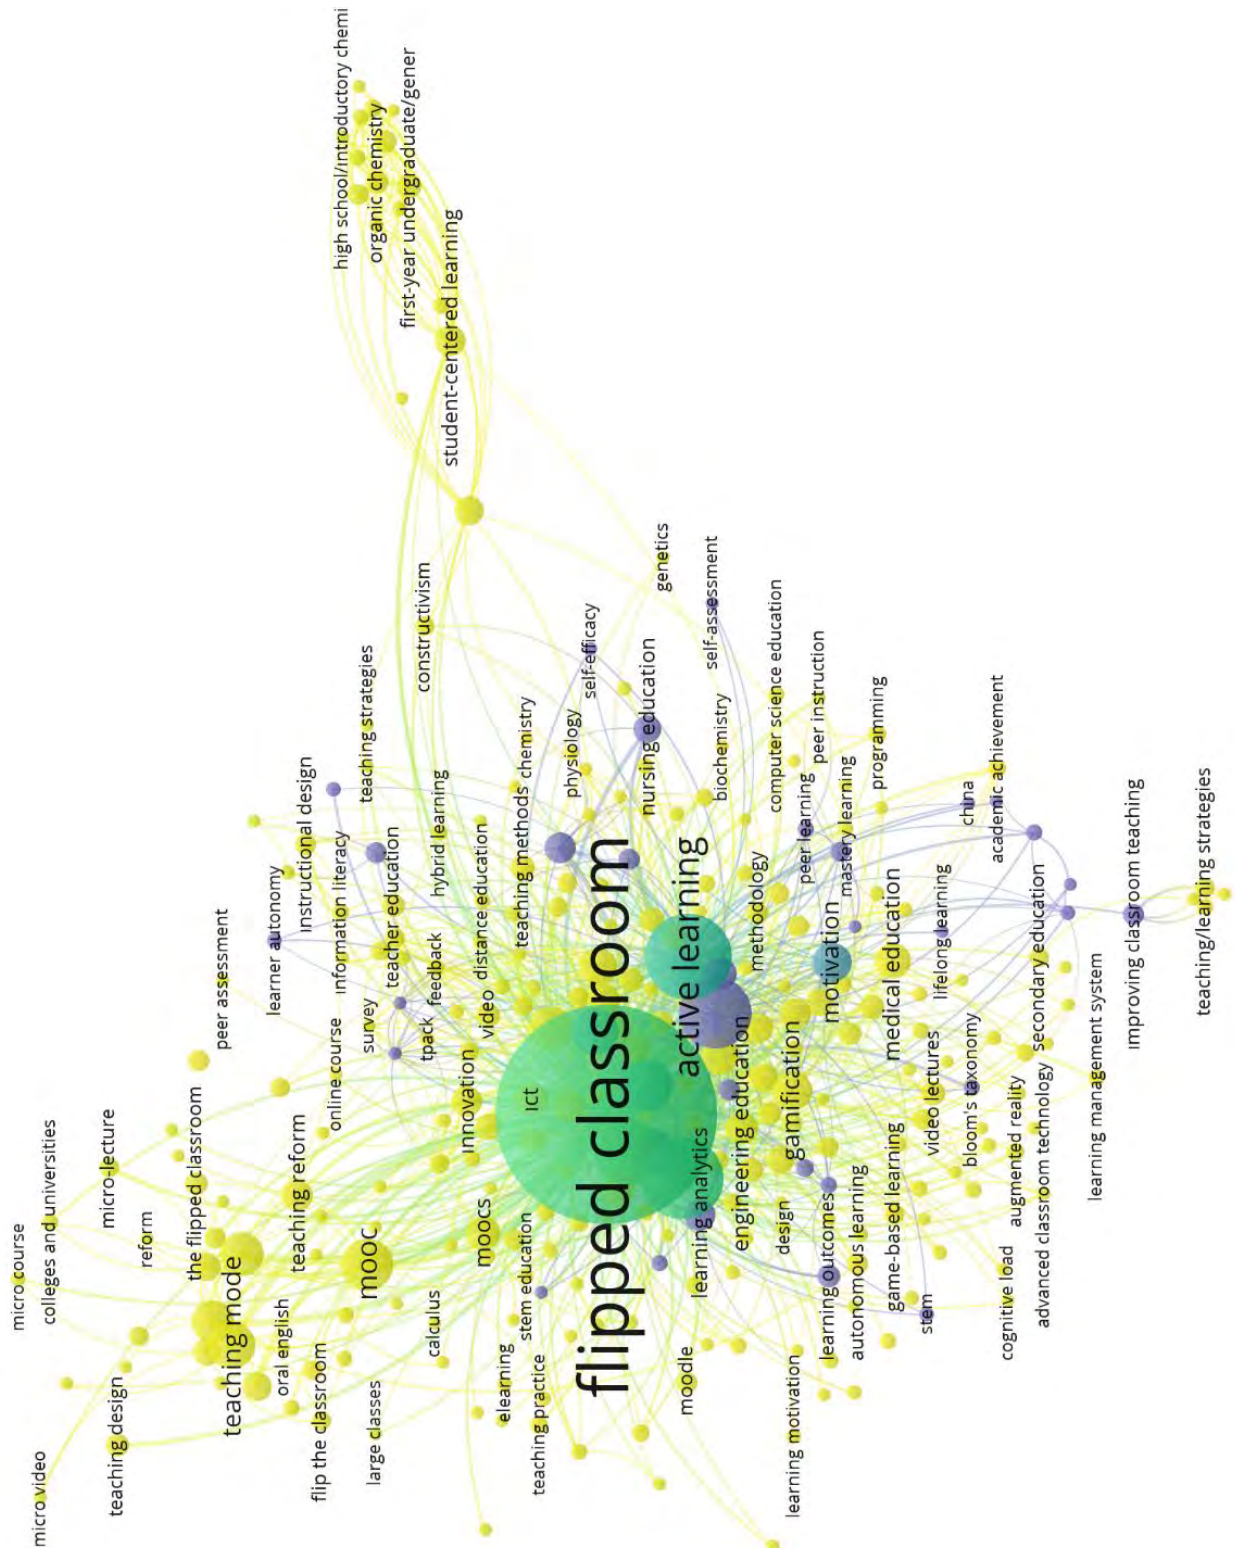 micro video
teaching design
micro course
colleges and universities
micro-lecture
reform
the flipped classroom
teaching mode
teaching reform
oral english
flip the classroom
large classes
mooc
calculus
peer assessment
learner autonomy
instructional design
information literacy
online course
survey
teacher education
teaching strategies
tpack
feedback
hybrid learning
constructivism
high school/introductory chemi
organic chemistry
first-year undergraduate/gener
student-centered learning
innovation
moocs
video
distance education
elearning
stem education
teaching practice
teaching methods
chemistry
ict
physiology
self-efficacy
flipped classroom
nursing education
genetics
active learning
moodle
learning analytics
self-assessment
biochemistry
engineering education
methodology
computer science education
design
gamification
learning motivation
peer learning
peer instruction
learning outcomes
motivation
mastery learning
autonomous learning
programming
medical education
game-based learning
stem
video lectures
lifelong learning
bloom's taxonomy
china
academic achievement
cognitive load
augmented reality
advanced classroom technology
secondary education
learning management system
improving classroom teaching
teaching/learning strategies